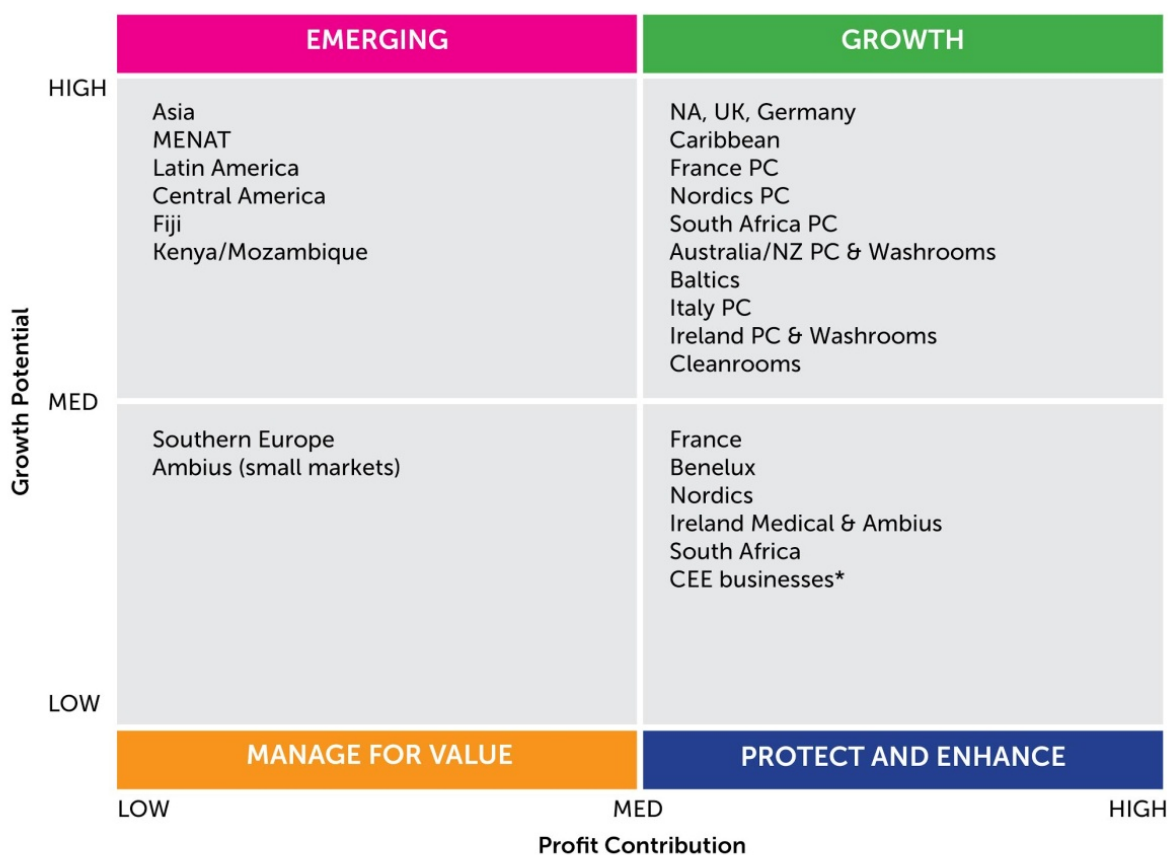 EMERGING
GROWTH
HIGH
Asia
MENAT
Latin America
Central America
Fiji
Kenya/Mozambique
NA, UK, Germany
Caribbean
France PC
Nordics PC
South Africa PC
Australia/NZ PC & Washrooms
Baltics
Italy PC
Ireland PC & Washrooms
Cleanrooms
Growth Potential
MED
Southern Europe
Ambius (small markets)
France
Benelux
Nordics
Ireland Medical & Ambius
South Africa
CEE businesses*
LOW
MANAGE FOR VALUE
PROTECT AND ENHANCE
LOW
MED
HIGH
Profit Contribution